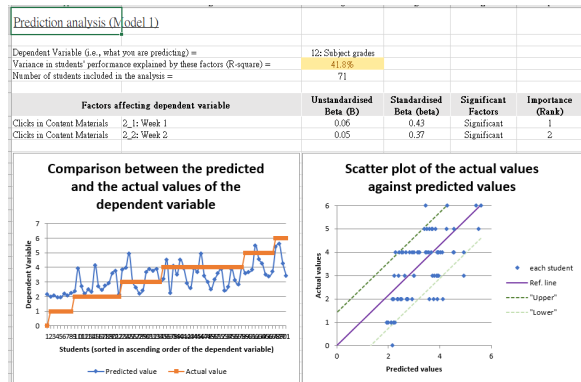 Prediction analysis (Model 1)
Dependent Variable (i.e., what you are predicting) = 12: Subject grades
Variance in students' performance explained by these factors (R-square) = 41.8%
Number of students included in the analysis = 71
Factors affecting dependent variable Unstandardised Beta (B) Standardised Beta (beta) Significant Factors Importance (Rank)
Clicks in Content Materials 2_1: Week 1 0.06 0.43 Significant 1
Clicks in Content Materials 2_2: Week 2 0.05 0.37 Significant 2
Comparison between the predicted
and the actual values of the
dependent variable
Dependent Variable
7
6
5
4
3
2
1
0
Students (sorted in ascending order of the dependent variable)
Predicted value Actual value
Scatter plot of the actual values
against predicted values
Actual values
6
5
4
3
2
1
0
0 2 4 6
Predicted values
each student
Ref. line
"Upper"
"Lower"